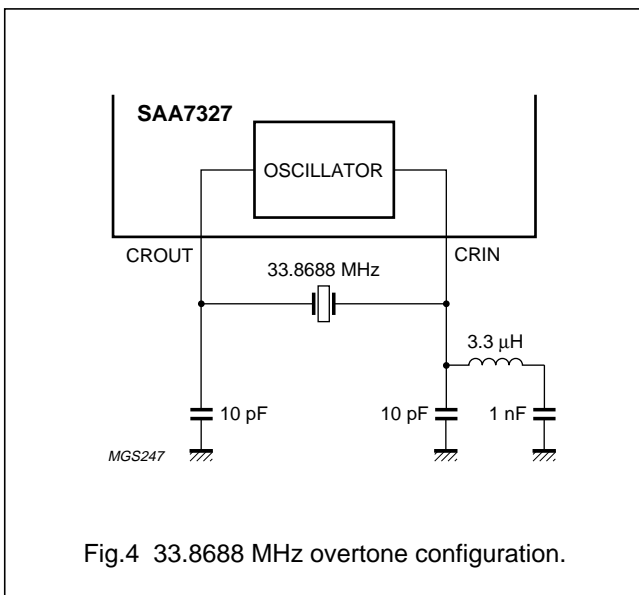 SAA7327
OSCILLATOR
CROUT
CRIN
33.8688 MHz
3.3 μH
10 pF
10 pF
1 nF
MGS247
Fig.4 33.8688 MHz overtone configuration.